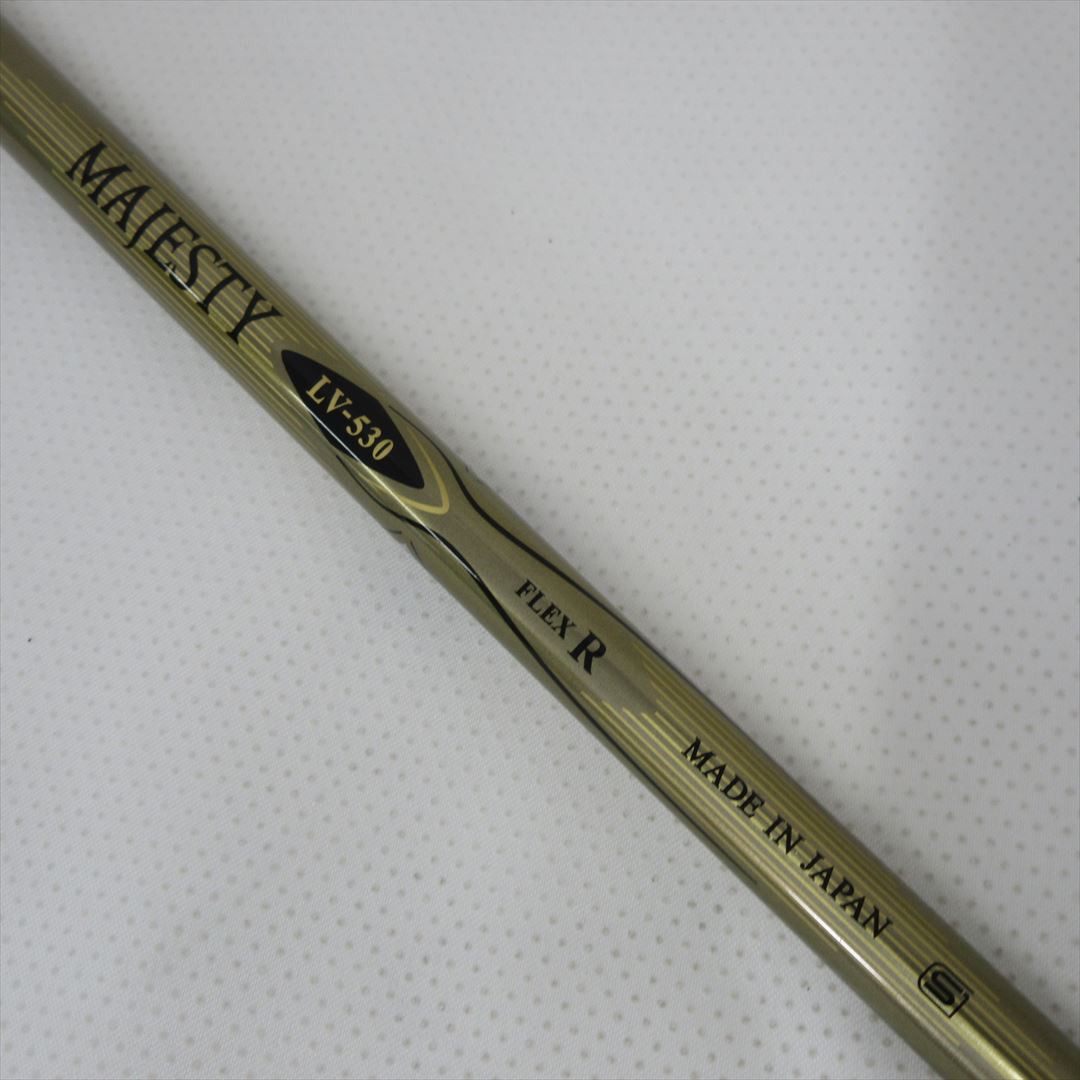 MAJESTY
LV-530
FLEX R
MADE IN JAPAN
S